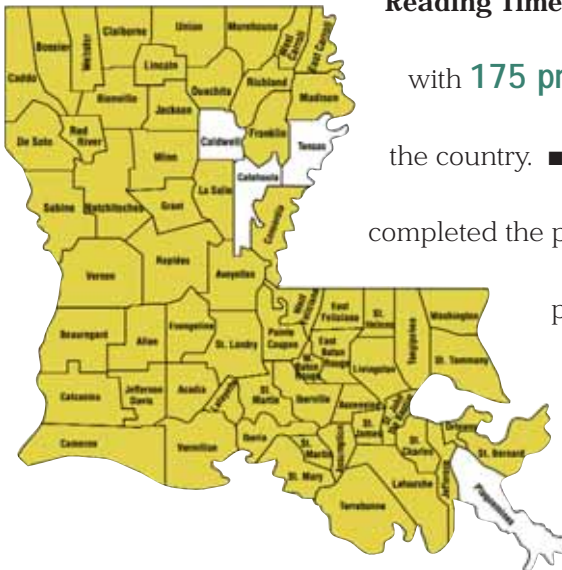 Reading Time
with 175 pr
the country. ■
completed the p
p
Claiborne
Union
Morehouse
West Carroll
East Carroll
Bossier
Webster
Caddo
Lincoln
Ouachita
Richland
Madison
Bienville
Jackson
De Soto
Red River
Caldwell
Franklin
Tensas
Winn
Catahoula
La Salle
Sabine
Natchitoches
Grant
Concordia
Vernon
Rapides
Avoyelles
West Feliciana
East Feliciana
St. Helena
Tangipahoa
Washington
Beauregard
Allen
Evangeline
St. Landry
Pointe Coupee
East Baton Rouge
W. Baton Rouge
Livingston
St. Tammany
Calcasieu
Jefferson Davis
Acadia
Lafayette
St. Martin
Iberville
Ascension
St. James
St. Charles
Orleans
St. Bernard
Cameron
Vermilion
Iberia
St. Martin
Assumption
St. Mary
Lafourche
Jefferson
Terrebonne
Plaquemines